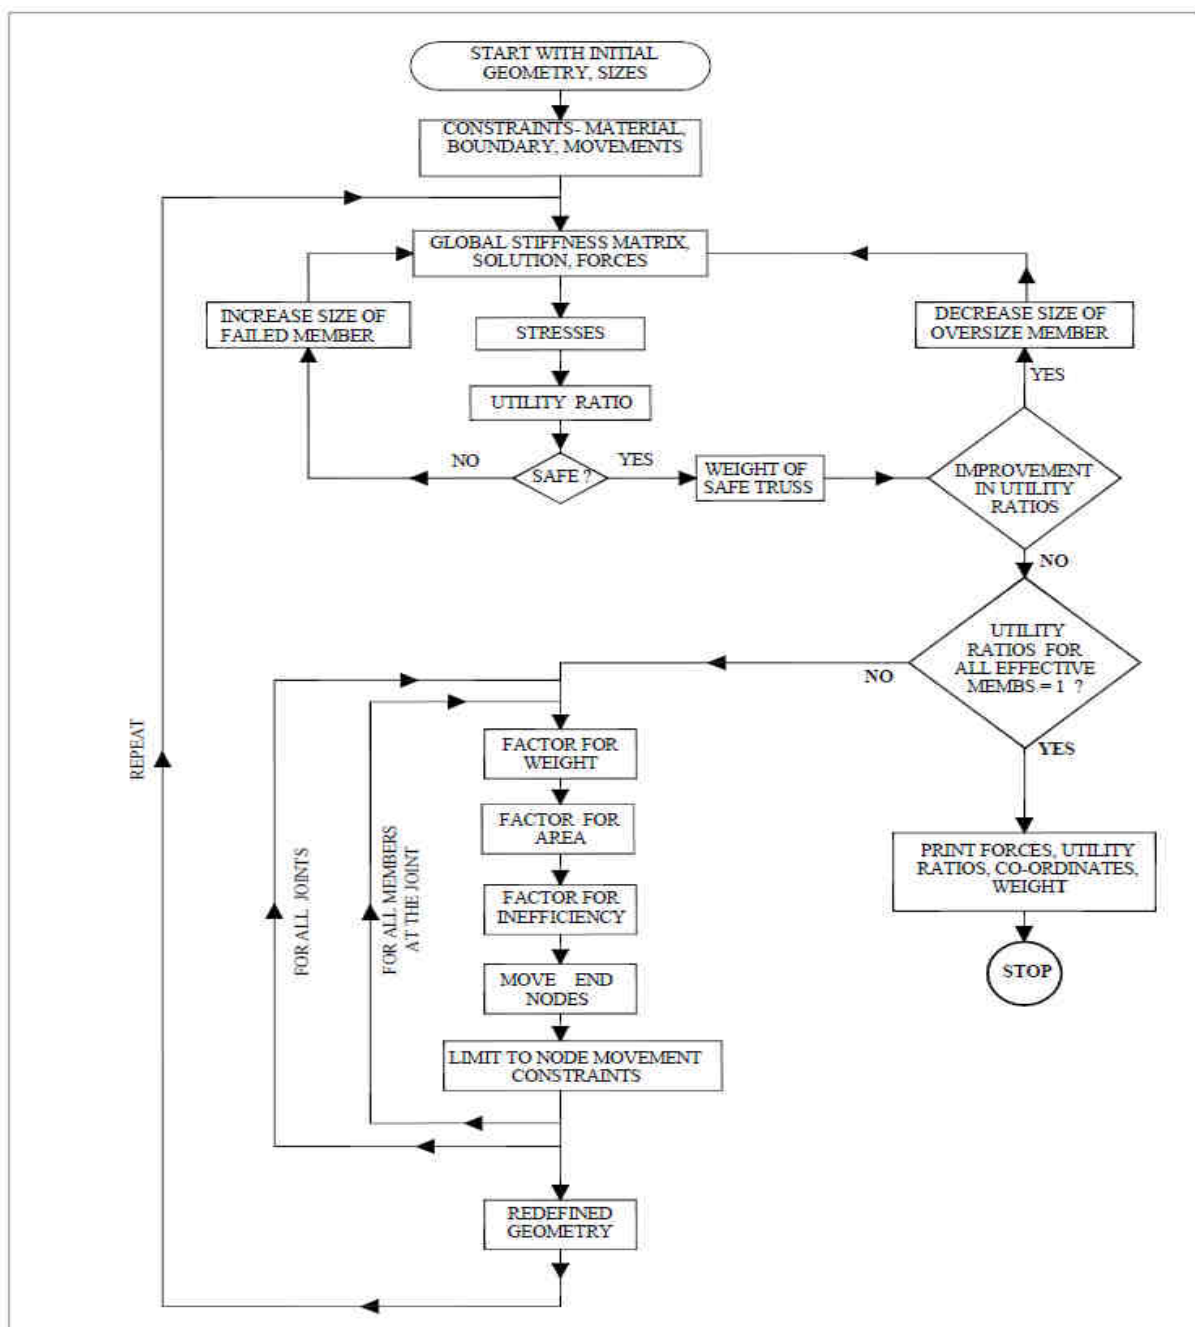 START WITH INITIAL
GEOMETRY, SIZES
CONSTRAINTS- MATERIAL,
BOUNDARY, MOVEMENTS
GLOBAL STIFFNESS MATRIX,
SOLUTION, FORCES
INCREASE SIZE OF
FAILED MEMBER
DECREASE SIZE OF
OVERSIZE MEMBER
STRESSES
YES
UTILITY RATIO
NO
SAFE ?
YES
WEIGHT OF
SAFE TRUSS
IMPROVEMENT
IN UTILITY
RATIOS
NO
UTILITY
RATIOS FOR
ALL EFFECTIVE
MEMBS = 1 ?
NO
YES
REPEAT
FOR ALL JOINTS
FOR ALL MEMBERS
AT THE JOINT
FACTOR FOR
WEIGHT
FACTOR FOR
AREA
FACTOR FOR
INEFFICIENCY
MOVE END
NODES
LIMIT TO NODE MOVEMENT
CONSTRAINTS
REDEFINED
GEOMETRY
PRINT FORCES, UTILITY
RATIOS, CO-ORDINATES,
WEIGHT
STOP